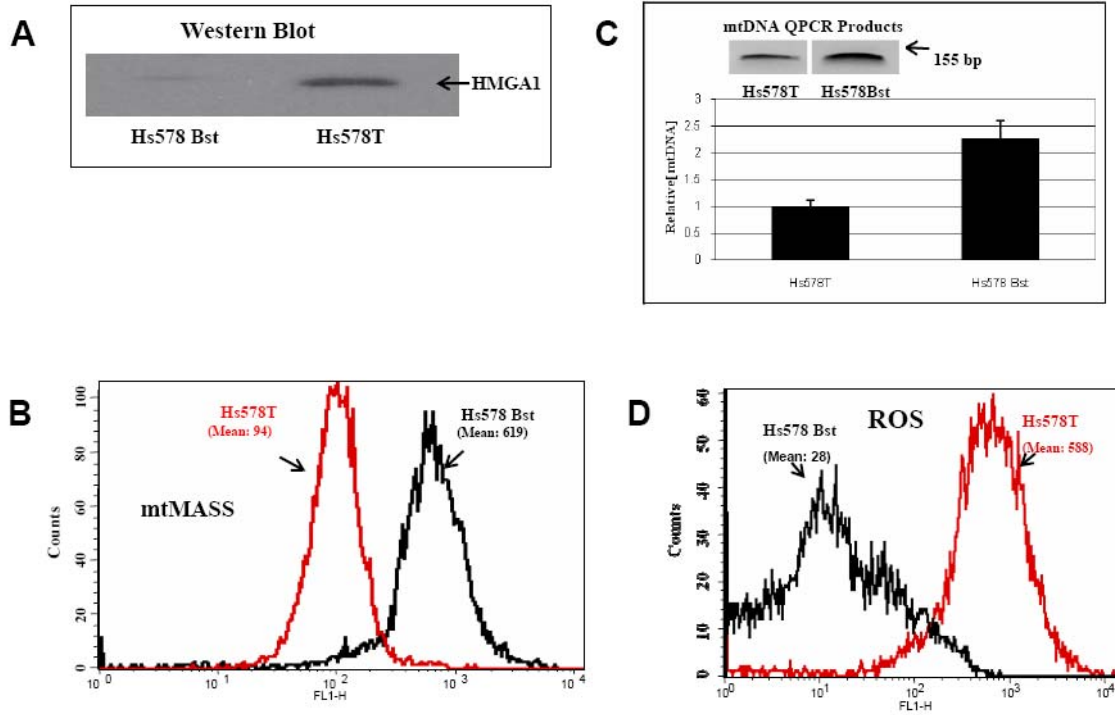 A
Western Blot
HMGA1
Hs578 Bst
Hs578T
C
mtDNA QPCR Products
155 bp
Hs578T
Hs578Bst
Relative[mtDNA]
3
2.5
2
1.5
1
0.5
0
Hs578T
Hs578 Bst
B
Hs578T
(Mean: 94)
Hs578 Bst
(Mean: 619)
mtMASS
Counts
100
80
60
40
20
0
10^0
10^2
10^3
10^4
FL1-H
D
ROS
Hs578 Bst
(Mean: 28)
Hs578T
(Mean: 588)
Counts
60
50
40
30
20
10
0
10^0
10^1
10^2
10^3
10^4
FL1-H